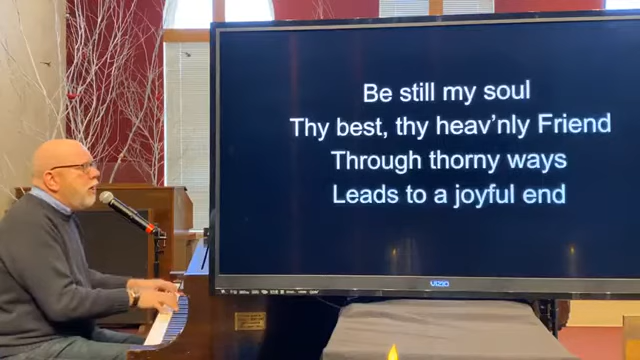 Be still my soul
Thy best, thy heav'nly Friend
Through thorny ways
Leads to a joyful end
VIZIO